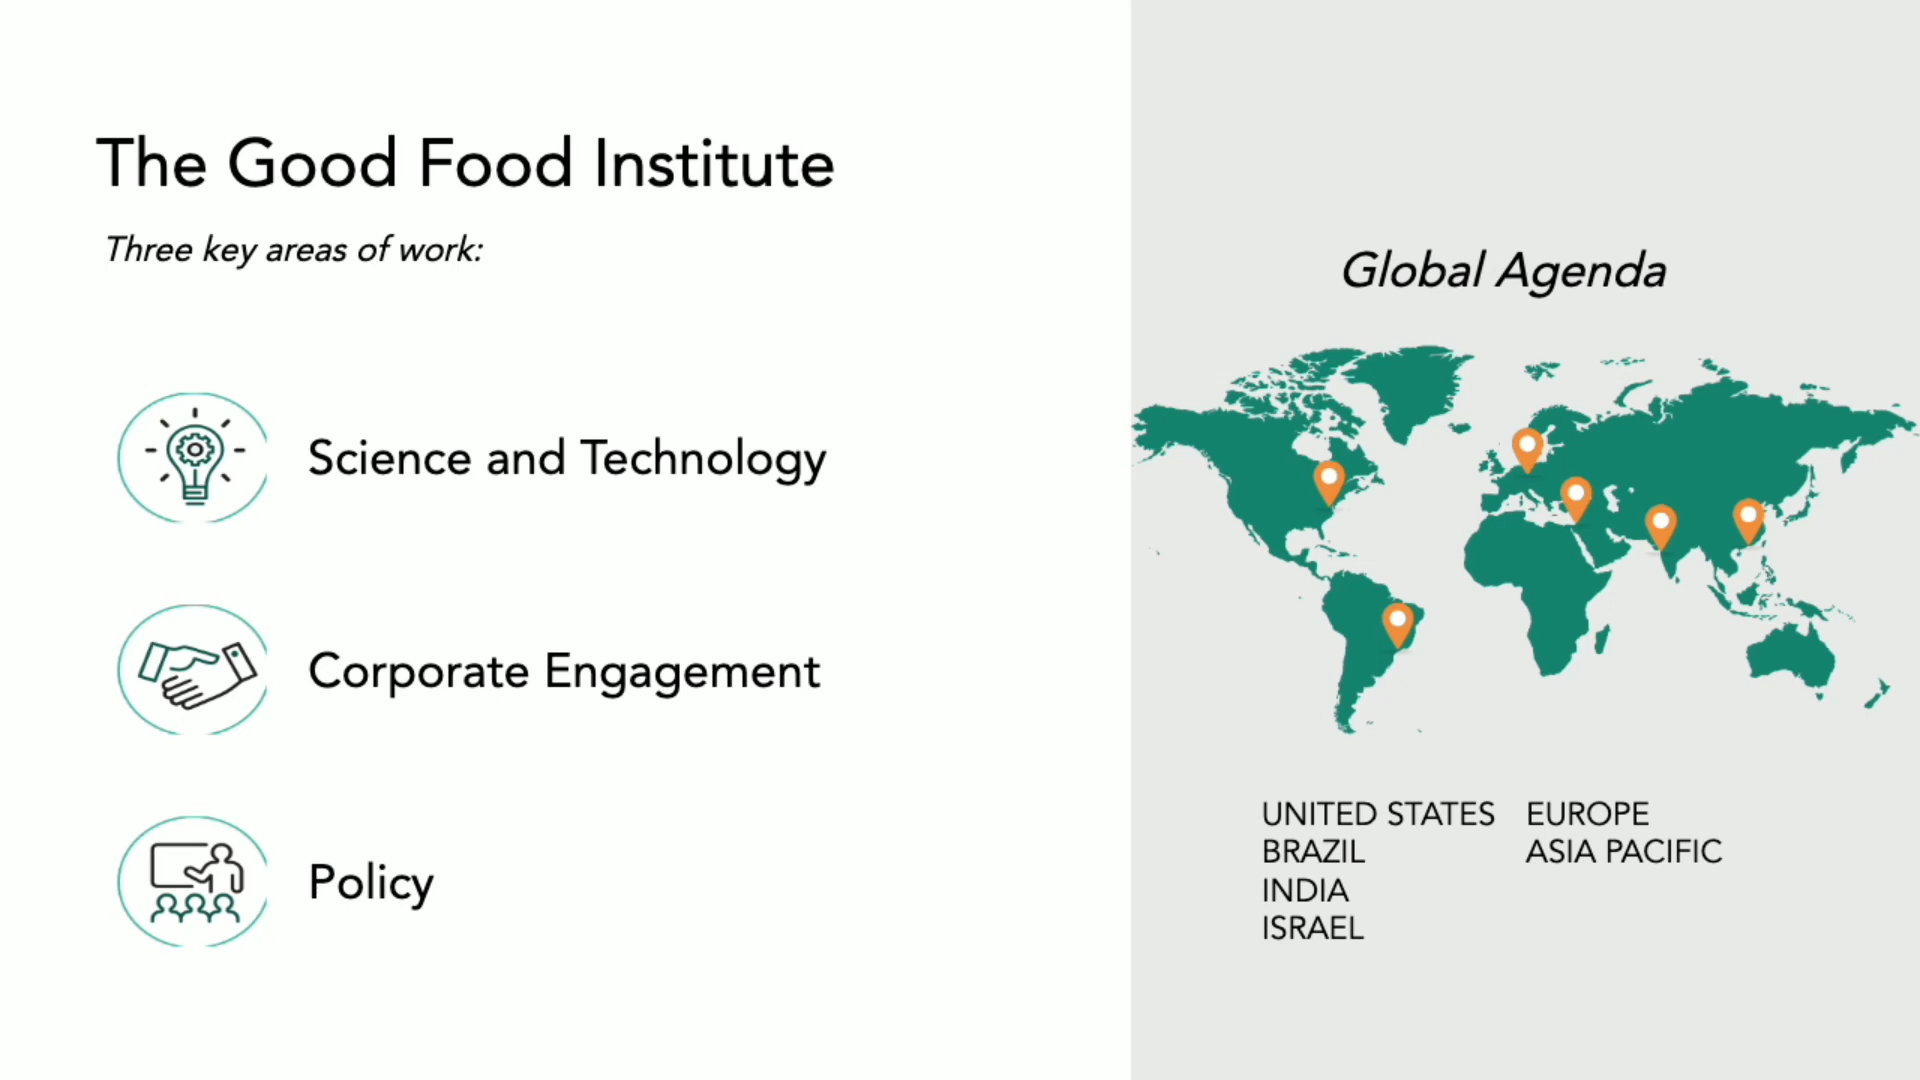 The Good Food Institute
Three key areas of work:
Science and Technology
Corporate Engagement
Policy
Global Agenda
UNITED STATES
BRAZIL
INDIA
ISRAEL
EUROPE
ASIA PACIFIC